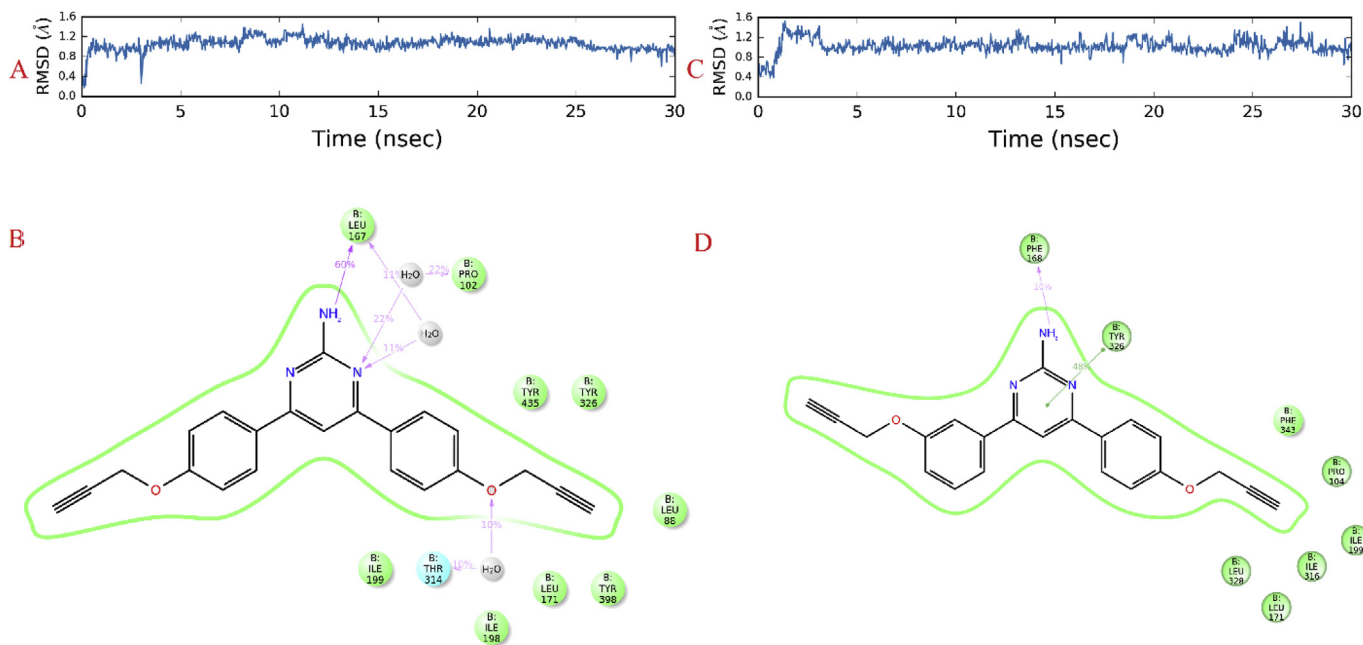 A
RMSD (Å)
1.6
1.2
0.8
0.4
0.0
0 5 10 15 20 25 30
Time (nsec)
C
RMSD (Å)
1.6
1.2
0.8
0.4
0.0
0 5 10 15 20 25 30
Time (nsec)
B
B:
LEU
167
60%
11%
H₂O
22%
B:
PRO
102
22%
H₂O
11%
NH₂
N
N
B:
TYR
435
B:
TYR
326
O
O
B:
LEU
88
10%
B:
ILE
199
B:
THR
314
10%
H₂O
B:
LEU
171
B:
TYR
398
B:
ILE
198
D
B:
PHE
168
10%
NH₂
B:
TYR
326
48%
N
N
O
O
B:
PHE
343
B:
PRO
104
B:
ILE
199
B:
ILE
316
B:
LEU
328
B:
LEU
171